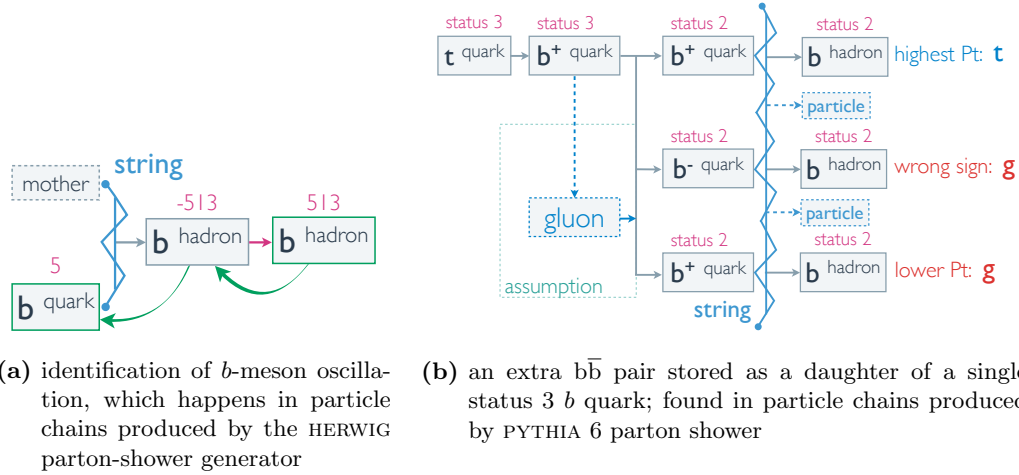 status 3
status 3
status 2
status 2
t quark
b+ quark
b+ quark
b hadron
highest Pt: t
particle
status 2
status 2
b- quark
b hadron
wrong sign: g
gluon
particle
status 2
status 2
b+ quark
b hadron
lower Pt: g
assumption
string
string
mother
-513
513
b hadron
b hadron
5
b quark
(a) identification of b-meson oscilla-
tion, which happens in particle
chains produced by the HERWIG
parton-shower generator
(b) an extra bb̅ pair stored as a daughter of a single
status 3 b quark; found in particle chains produced
by PYTHIA 6 parton shower